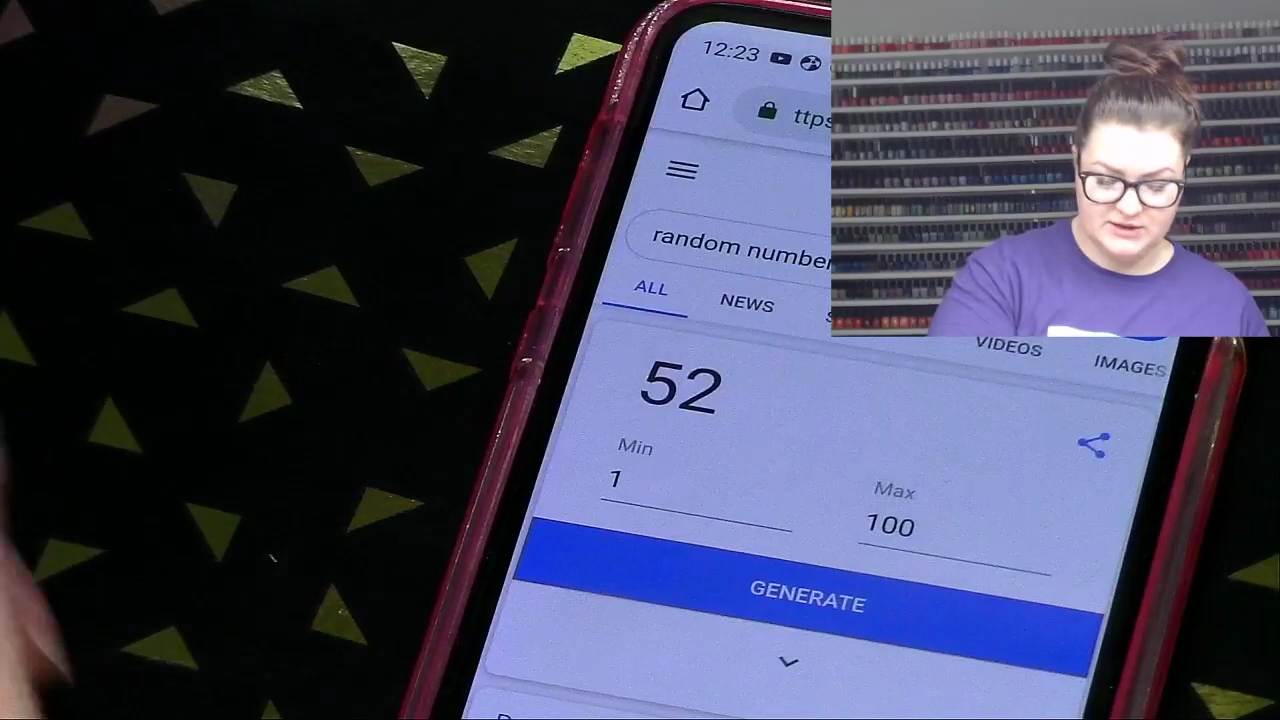 12:23
ttps
random number
ALL NEWS
VIDEOS IMAGES
52
Min
1
Max
100
GENERATE